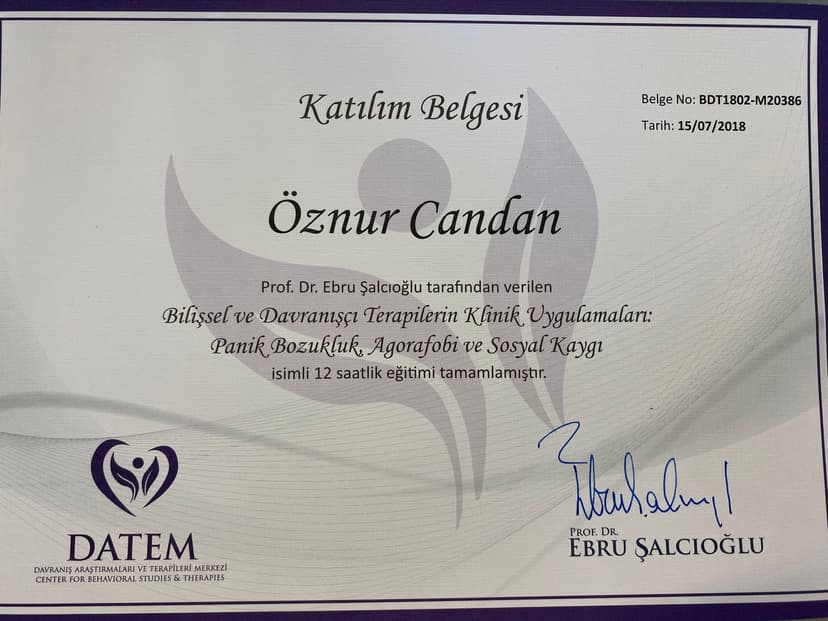 Katılım Belgesi
Belge No: BDT1802-M20386
Tarih: 15/07/2018
Öznur Candan
Prof. Dr. Ebru Şalcıoğlu tarafından verilen
Bilişsel ve Davranışçı Terapilerin Klinik Uygulamaları:
Panik Bozukluk, Agorafobi ve Sosyal Kaygı
isimli 12 saatlik eğitimi tamamlamıştır.
DATEM
DAVRANIŞ ARAŞTIRMALARI VE TERAPİLERİ MERKEZİ
CENTER FOR BEHAVIORAL STUDIES & THERAPIES
PROF. DR.
EBRU ŞALCIOĞLU